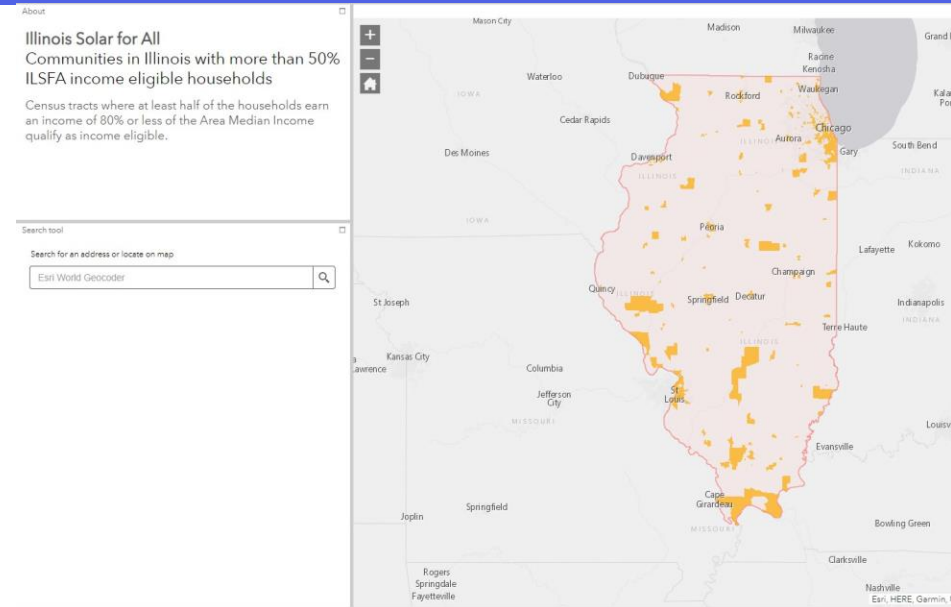 About
Illinois Solar for All
Communities in Illinois with more than 50%
ILSFA income eligible households
Census tracts where at least half of the households earn
an income of 80% or less of the Area Median Income
qualify as income eligible.
Search tool
Search for an address or locate on map
Esri World Geocoder
+
−
Mason City
Madison
Milwaukee
Grand
Racine
Kenosha
Waterloo
Dubuque
Rockford
Waukegan
IOWA
Cedar Rapids
Chicago
ILLINOIS
Aurora
Gary
South Bend
Des Moines
Davenport
INDIANA
ILLINOIS
IOWA
Peoria
Lafayette
Kokomo
Champaign
Quincy
ILLINOIS
Springfield
Decatur
St Joseph
Indianapolis
INDIANA
Terre Haute
ILLINOIS
Kansas City
Lawrence
Columbia
Jefferson
City
St
Louis
MISSOURI
Louisv
Evansville
Cape
Girardeau
Springfield
Joplin
MISSOURI
Bowling Green
Clarksville
Rogers
Springdale
Fayetteville
Nashville
Esri, HERE, Garmin,